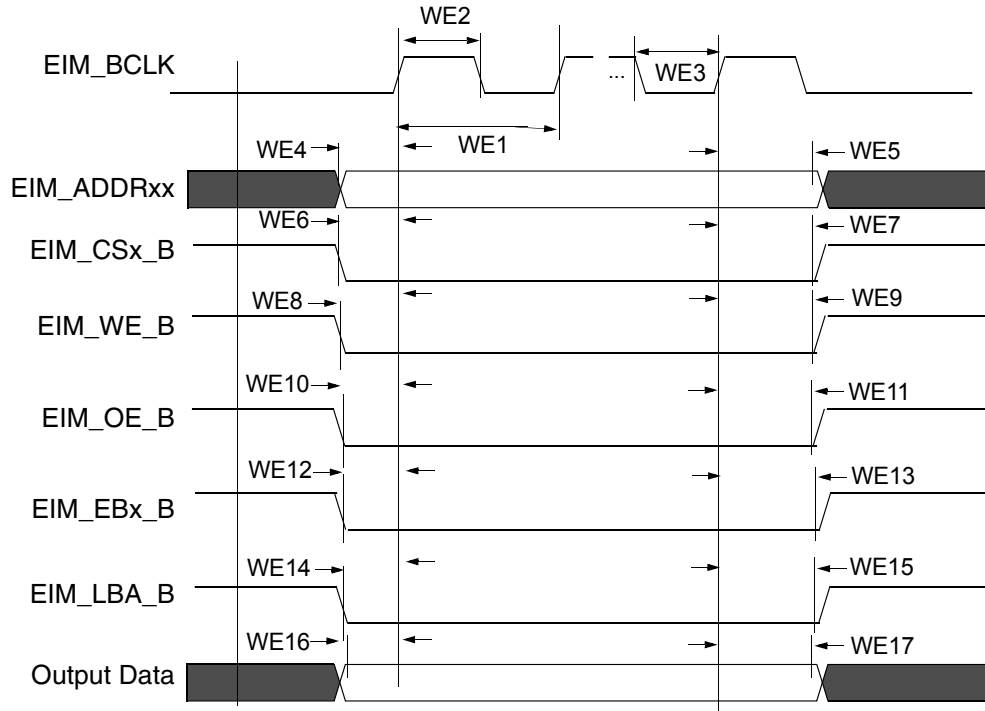 WE2
EIM_BCLK
...
WE3
WE1
WE4
WE5
EIM_ADDRxx
WE6
WE7
EIM_CSx_B
WE8
WE9
EIM_WE_B
WE10
WE11
EIM_OE_B
WE12
WE13
EIM_EBx_B
WE14
WE15
EIM_LBA_B
WE16
WE17
Output Data